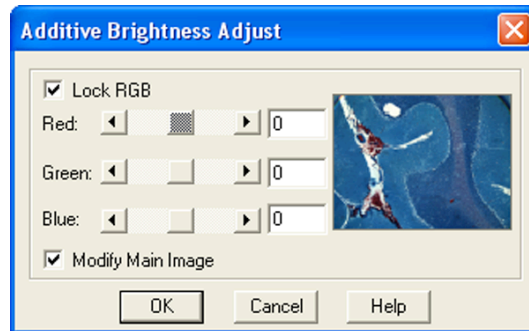 Additive Brightness Adjust
Lock RGB
Red: 0
Green: 0
Blue: 0
Modify Main Image
OK Cancel Help